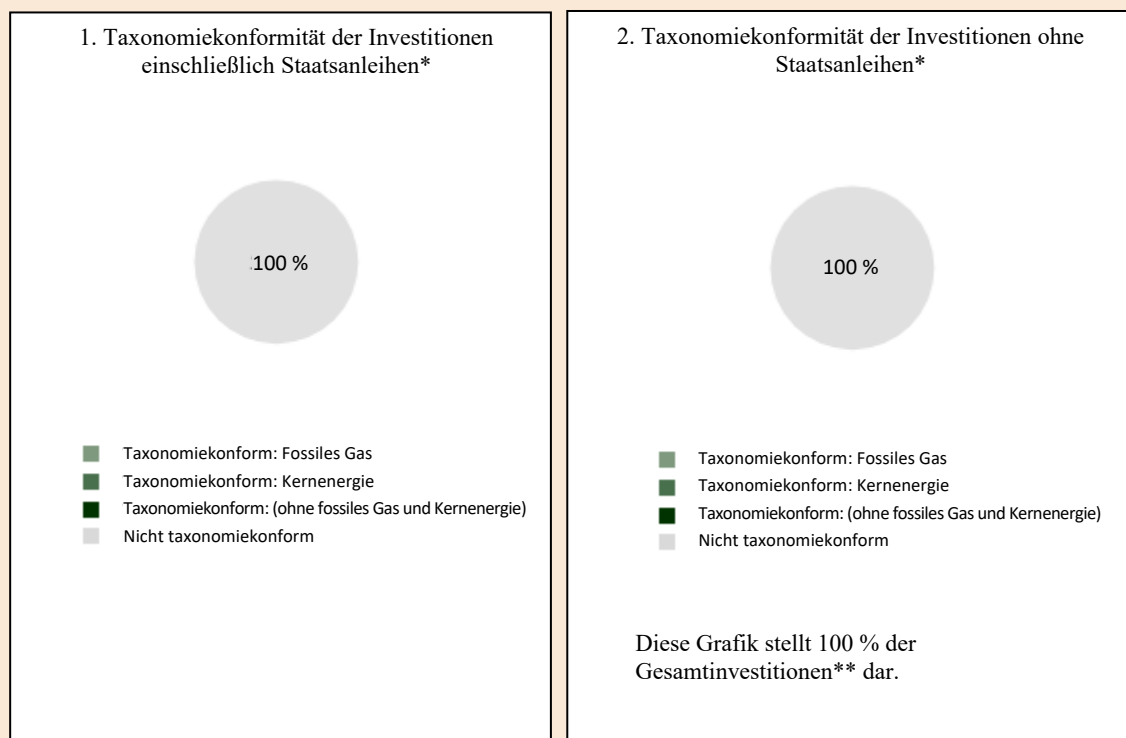 1. Taxonomiekonformität der Investitionen
einschließlich Staatsanleihen*
100 %
Taxonomiekonform: Fossiles Gas
Taxonomiekonform: Kernenergie
Taxonomiekonform: (ohne fossiles Gas und Kernenergie)
Nicht taxonomiekonform
2. Taxonomiekonformität der Investitionen ohne
Staatsanleihen*
100 %
Taxonomiekonform: Fossiles Gas
Taxonomiekonform: Kernenergie
Taxonomiekonform: (ohne fossiles Gas und Kernenergie)
Nicht taxonomiekonform
Diese Grafik stellt 100 % der
Gesamtinvestitionen** dar.